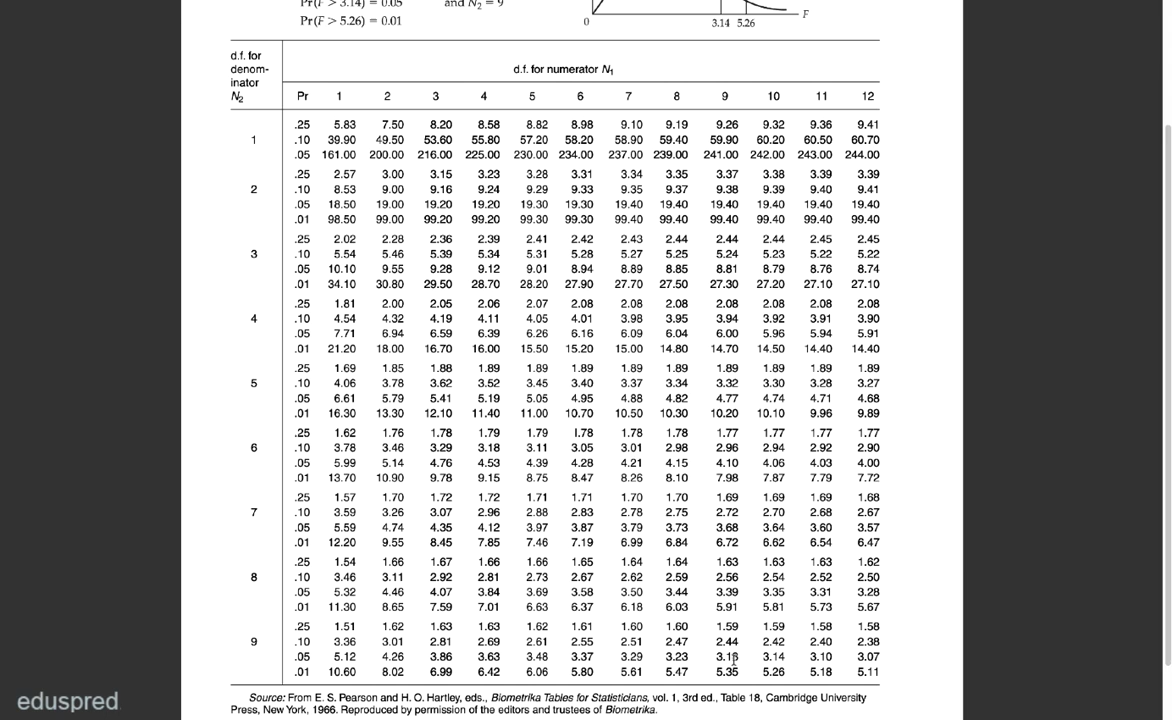 Pr(F > 3.14) = 0.05 and N₂ = 9
Pr(F > 5.26) = 0.01
0 3.14 5.26 F
d.f. for
denom-
inator
N₂
d.f. for numerator N₁
Pr 1 2 3 4 5 6 7 8 9 10 11 12
.25 5.83 7.50 8.20 8.58 8.82 8.98 9.10 9.19 9.26 9.32 9.36 9.41
1 .10 39.90 49.50 53.60 55.80 57.20 58.20 58.90 59.40 59.90 60.20 60.50 60.70
.05 161.00 200.00 216.00 225.00 230.00 234.00 237.00 239.00 241.00 242.00 243.00 244.00
.25 2.57 3.00 3.15 3.23 3.28 3.31 3.34 3.35 3.37 3.38 3.39 3.39
2 .10 8.53 9.00 9.16 9.24 9.29 9.33 9.35 9.37 9.38 9.39 9.40 9.41
.05 18.50 19.00 19.20 19.20 19.30 19.30 19.40 19.40 19.40 19.40 19.40 19.40
.01 98.50 99.00 99.20 99.20 99.30 99.30 99.40 99.40 99.40 99.40 99.40 99.40
.25 2.02 2.28 2.36 2.39 2.41 2.42 2.43 2.44 2.44 2.44 2.45 2.45
3 .10 5.54 5.46 5.39 5.34 5.31 5.28 5.27 5.25 5.24 5.23 5.22 5.22
.05 10.10 9.55 9.28 9.12 9.01 8.94 8.89 8.85 8.81 8.79 8.76 8.74
.01 34.10 30.80 29.50 28.70 28.20 27.90 27.70 27.50 27.30 27.20 27.10 27.10
.25 1.81 2.00 2.05 2.06 2.07 2.08 2.08 2.08 2.08 2.08 2.08 2.08
4 .10 4.54 4.32 4.19 4.11 4.05 4.01 3.98 3.95 3.94 3.92 3.91 3.90
.05 7.71 6.94 6.59 6.39 6.26 6.16 6.09 6.04 6.00 5.96 5.94 5.91
.01 21.20 18.00 16.70 16.00 15.50 15.20 15.00 14.80 14.70 14.50 14.40 14.40
.25 1.69 1.85 1.88 1.89 1.89 1.89 1.89 1.89 1.89 1.89 1.89 1.89
5 .10 4.06 3.78 3.62 3.52 3.45 3.40 3.37 3.34 3.32 3.30 3.28 3.27
.05 6.61 5.79 5.41 5.19 5.05 4.95 4.88 4.82 4.77 4.74 4.71 4.68
.01 16.30 13.30 12.10 11.40 11.00 10.70 10.50 10.30 10.20 10.10 9.96 9.89
.25 1.62 1.76 1.78 1.79 1.79 1.78 1.78 1.78 1.77 1.77 1.77 1.77
6 .10 3.78 3.46 3.29 3.18 3.11 3.05 3.01 2.98 2.96 2.94 2.92 2.90
.05 5.99 5.14 4.76 4.53 4.39 4.28 4.21 4.15 4.10 4.06 4.03 4.00
.01 13.70 10.90 9.78 9.15 8.75 8.47 8.26 8.10 7.98 7.87 7.79 7.72
.25 1.57 1.70 1.72 1.72 1.71 1.71 1.70 1.70 1.69 1.69 1.69 1.68
7 .10 3.59 3.26 3.07 2.96 2.88 2.83 2.78 2.75 2.72 2.70 2.68 2.67
.05 5.59 4.74 4.35 4.12 3.97 3.87 3.79 3.73 3.68 3.64 3.60 3.57
.01 12.20 9.55 8.45 7.85 7.46 7.19 6.99 6.84 6.72 6.62 6.54 6.47
.25 1.54 1.66 1.67 1.66 1.66 1.65 1.64 1.64 1.63 1.63 1.63 1.62
8 .10 3.46 3.11 2.92 2.81 2.73 2.67 2.62 2.59 2.56 2.54 2.52 2.50
.05 5.32 4.46 4.07 3.84 3.69 3.58 3.50 3.44 3.39 3.35 3.31 3.28
.01 11.30 8.65 7.59 7.01 6.63 6.37 6.18 6.03 5.91 5.81 5.73 5.67
.25 1.51 1.62 1.63 1.63 1.62 1.61 1.60 1.60 1.59 1.59 1.58 1.58
9 .10 3.36 3.01 2.81 2.69 2.61 2.55 2.51 2.47 2.44 2.42 2.40 2.38
.05 5.12 4.26 3.86 3.63 3.48 3.37 3.29 3.23 3.14 3.10 3.07
.01 10.60 8.02 6.99 6.42 6.06 5.80 5.61 5.47 5.35 5.26 5.18 5.11
Source: From E. S. Pearson and H. O. Hartley, eds., Biometrika Tables for Statisticians, vol. 1, 3rd ed., Table 18, Cambridge University
Press, New York, 1966. Reproduced by permission of the editors and trustees of Biometrika.
eduspred